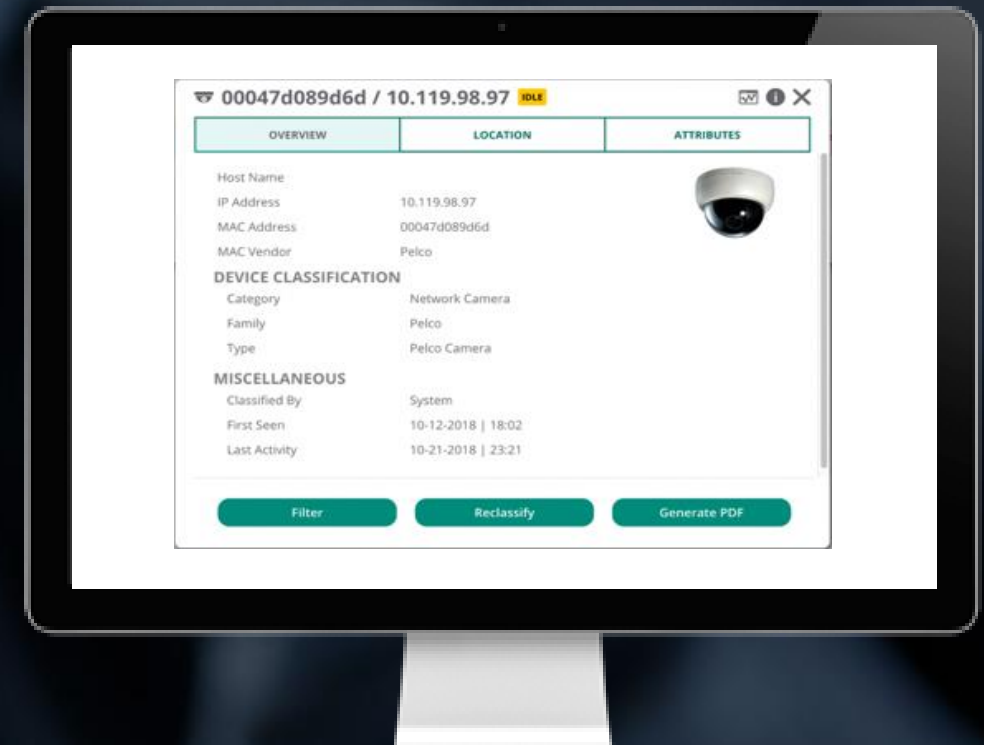 00047d089d6d / 10.119.98.97 IDLE
OVERVIEW LOCATION ATTRIBUTES
Host Name
IP Address 10.119.98.97
MAC Address 00047d089d6d
MAC Vendor Pelco
DEVICE CLASSIFICATION
Category Network Camera
Family Pelco
Type Pelco Camera
MISCELLANEOUS
Classified By System
First Seen 10-12-2018 | 18:02
Last Activity 10-21-2018 | 23:21
Filter Reclassify Generate PDF